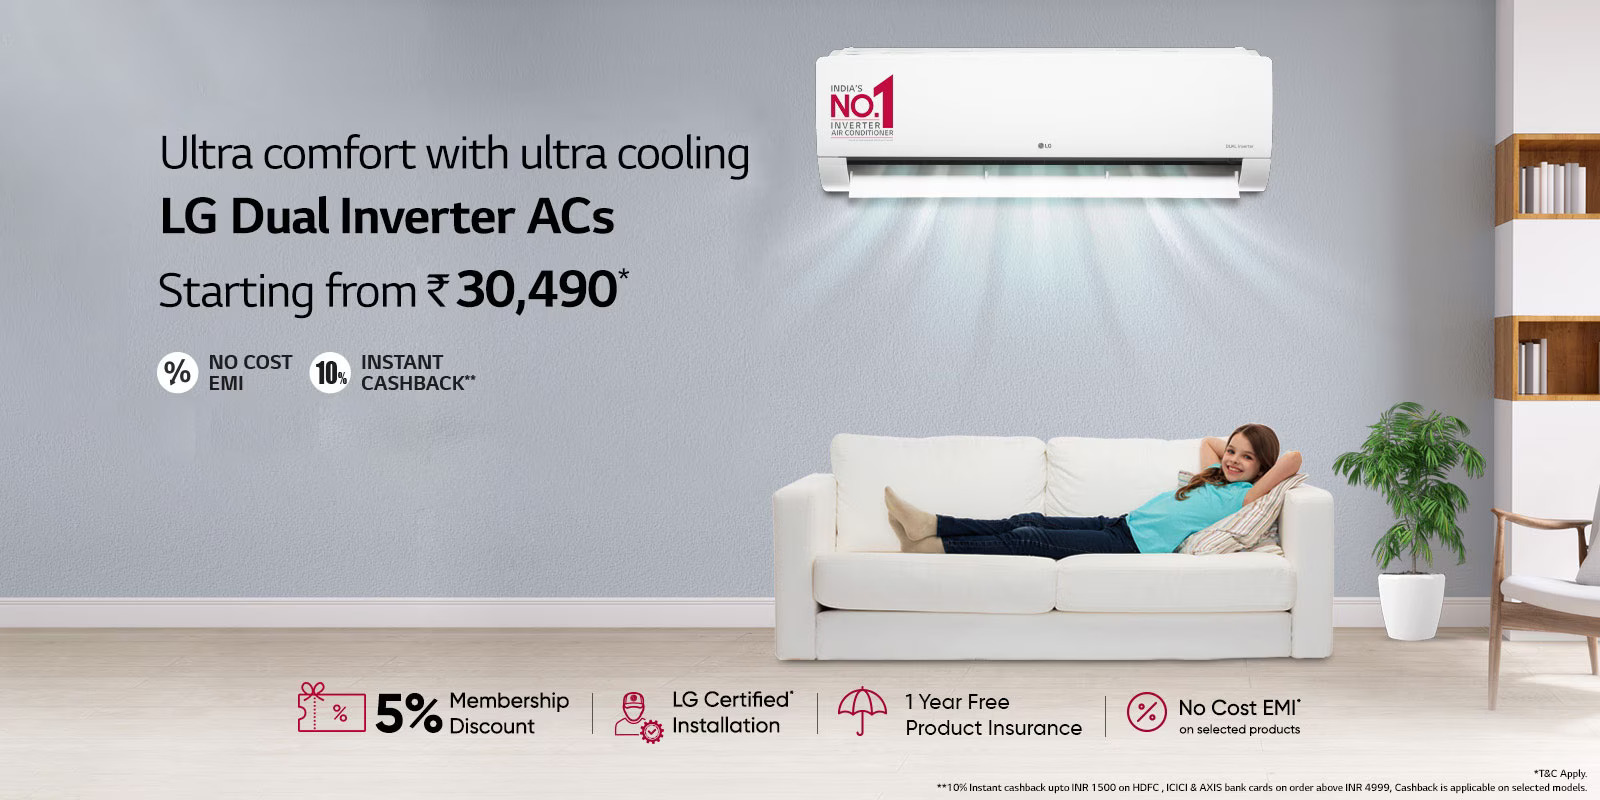 Ultra comfort with ultra cooling
LG Dual Inverter ACs
Starting from ₹ 30,490*
% NO COST
EMI
10% INSTANT
CASHBACK**
INDIA'S
NO.1
INVERTER
AIR CONDITIONER
LG
DUAL Inverter
%
5% Membership
Discount
LG Certified*
Installation
1 Year Free
Product Insurance
%
No Cost EMI*
on selected products
*T&C Apply.
**10% Instant cashback upto INR 1500 on HDFC , ICICI & AXIS bank cards on order above INR 4999, Cashback is applicable on selected models.